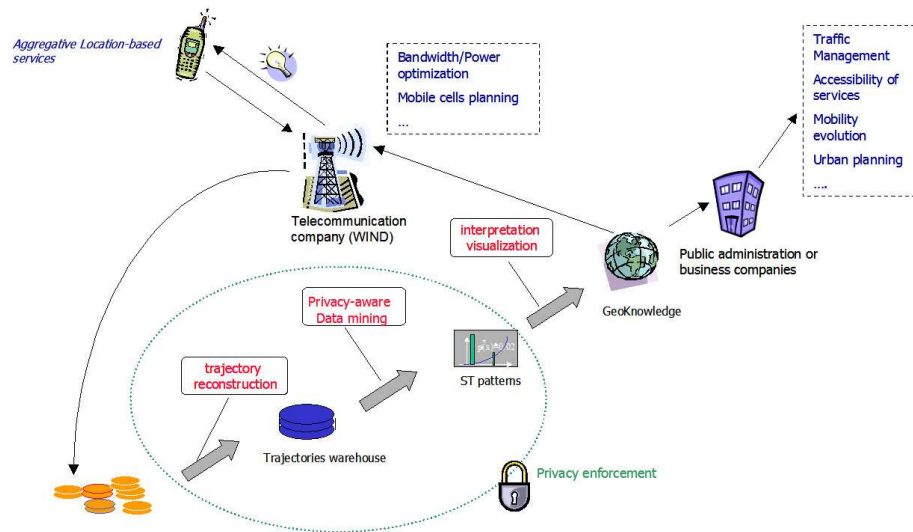 Aggregative Location-based
services
Bandwidth/Power
optimization
Mobile cells planning
...
Traffic
Management
Accessibility of
services
Mobility
evolution
Urban planning
....
Telecommunication
company (WIND)
interpretation
visualization
Public administration or
business companies
GeoKnowledge
Privacy-aware
Data mining
ST patterns
trajectory
reconstruction
Trajectories warehouse
Privacy enforcement